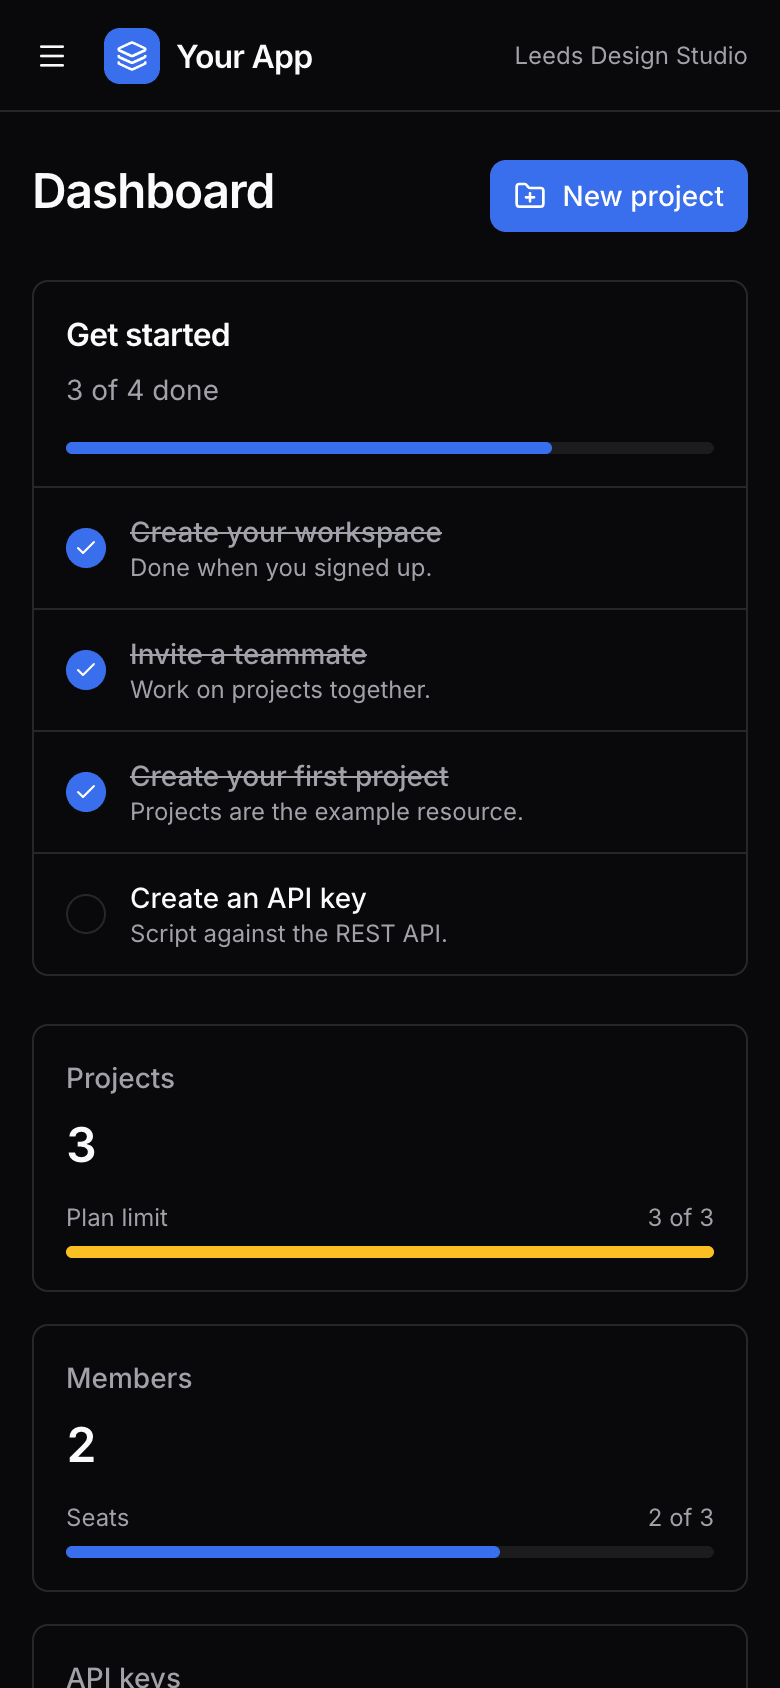 Your App
Leeds Design Studio
Dashboard
New project
Get started
3 of 4 done
Create your workspace
Done when you signed up.
Invite a teammate
Work on projects together.
Create your first project
Projects are the example resource.
Create an API key
Script against the REST API.
Projects
3
Plan limit
3 of 3
Members
2
Seats
2 of 3
API keys